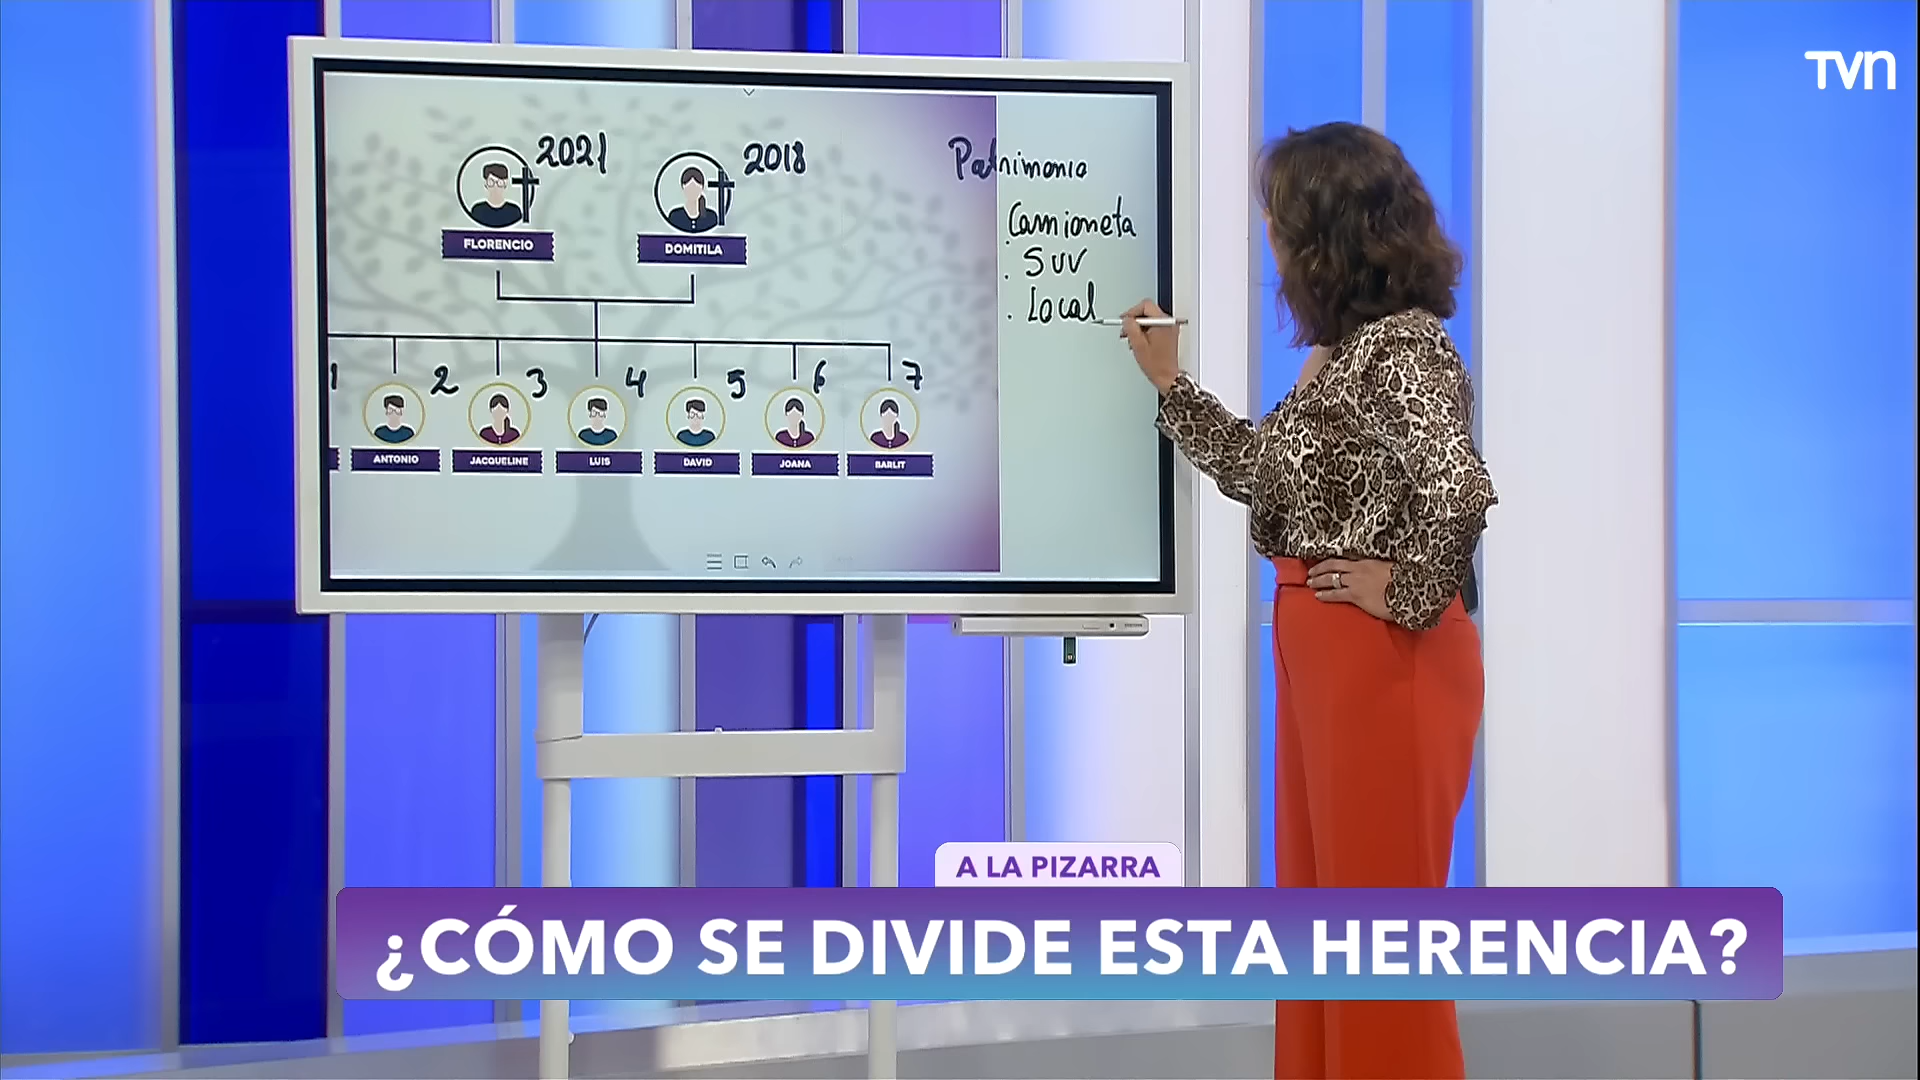 TVN
2021
2018
Patrimonio
FLORENCIO
DOMITILA
. Camioneta
. SUV
. Local
1 2 3 4 5 6 7
ANTONIO JACQUELINE LUIS DAVID JOANA BARLIT
A LA PIZARRA
¿CÓMO SE DIVIDE ESTA HERENCIA?